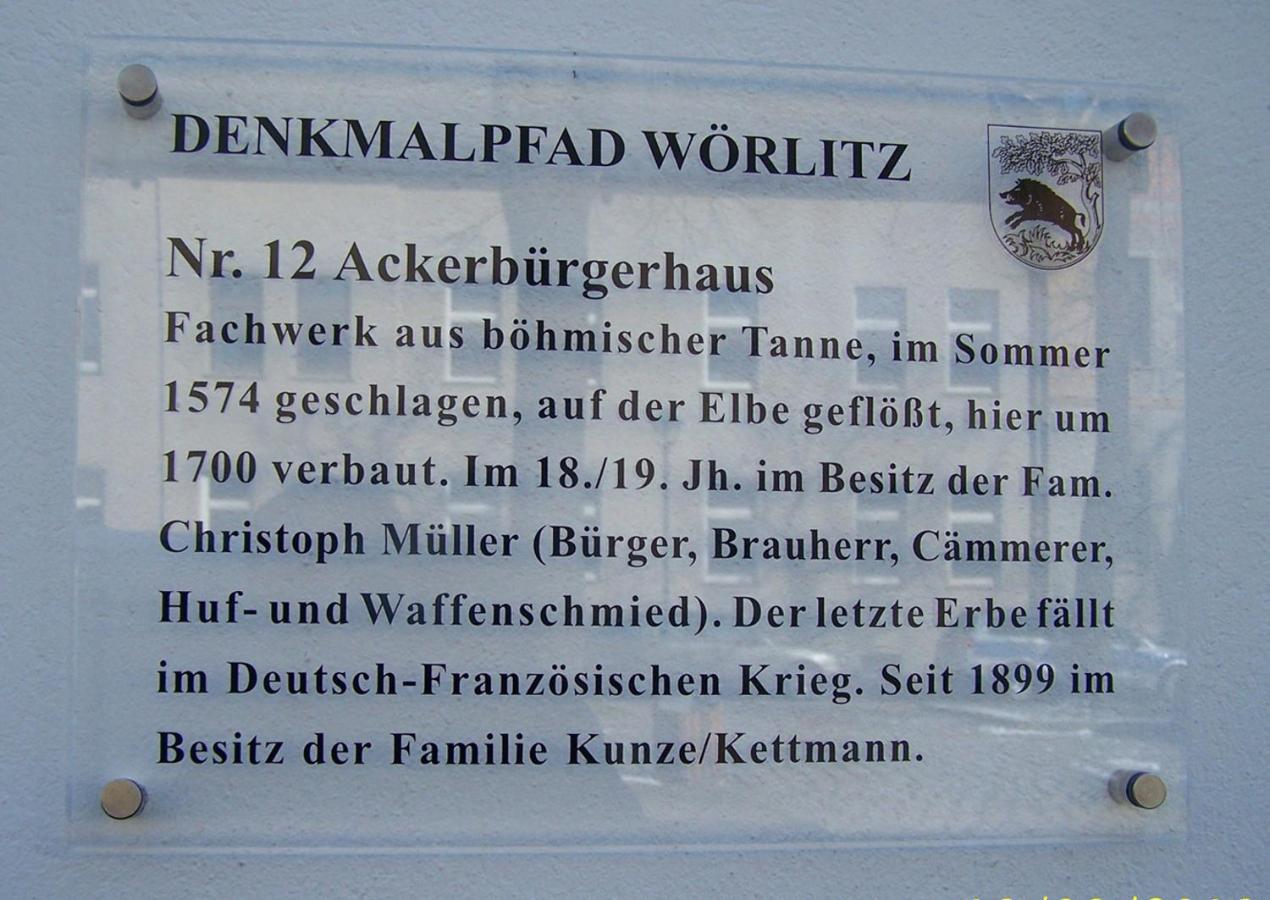 DENKMALPFAD WÖRLITZ
Nr. 12 Ackerbürgerhaus
Fachwerk aus böhmischer Tanne, im Sommer
1574 geschlagen, auf der Elbe geflößt, hier um
1700 verbaut. Im 18./19. Jh. im Besitz der Fam.
Christoph Müller (Bürger, Brauherr, Cämmerer,
Huf- und Waffenschmied). Der letzte Erbe fällt
im Deutsch-Französischen Krieg. Seit 1899 im
Besitz der Familie Kunze/Kettmann.